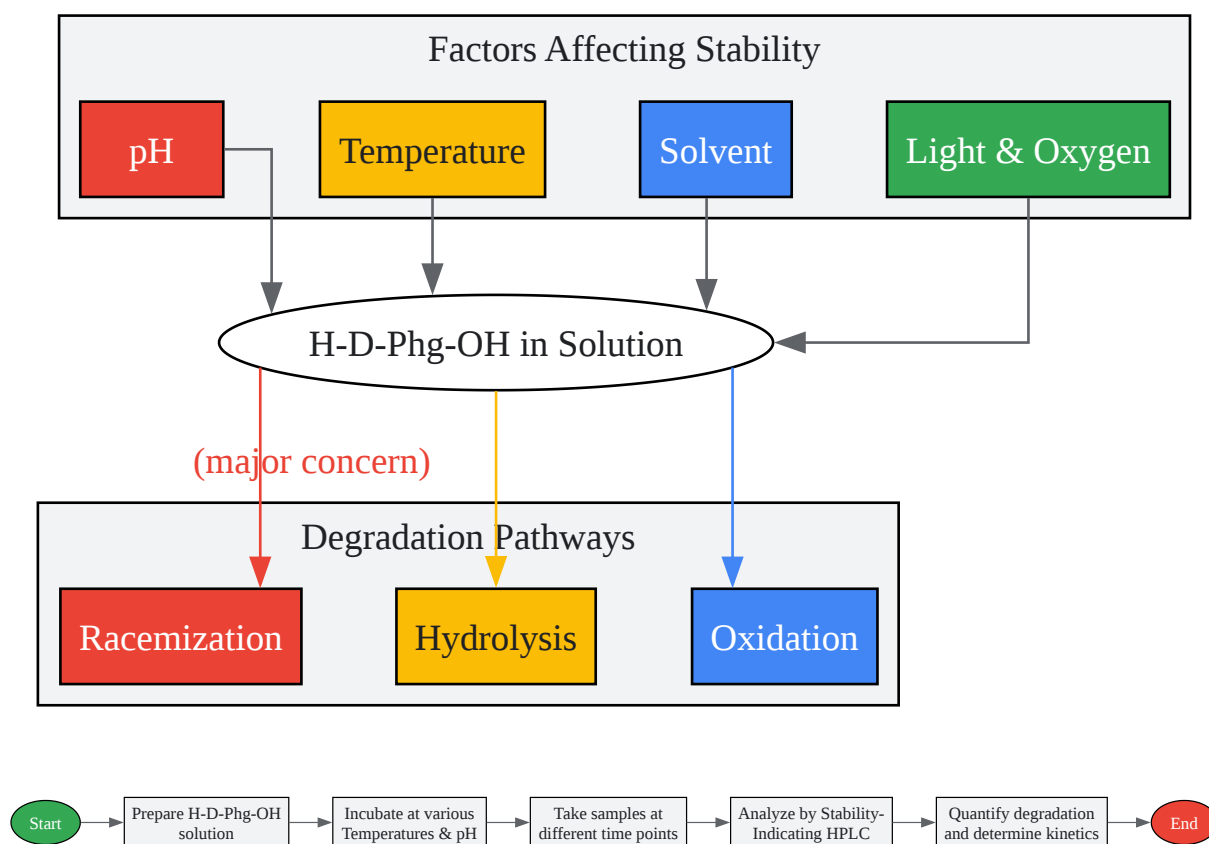 Factors Affecting Stability
pH
Temperature
Solvent
Light & Oxygen
H-D-Phg-OH in Solution
(major concern)
Degradation Pathways
Racemization
Hydrolysis
Oxidation
Start
Prepare H-D-Phg-OH
solution
Incubate at various
Temperatures & pH
Take samples at
different time points
Analyze by Stability-
Indicating HPLC
Quantify degradation
and determine kinetics
End